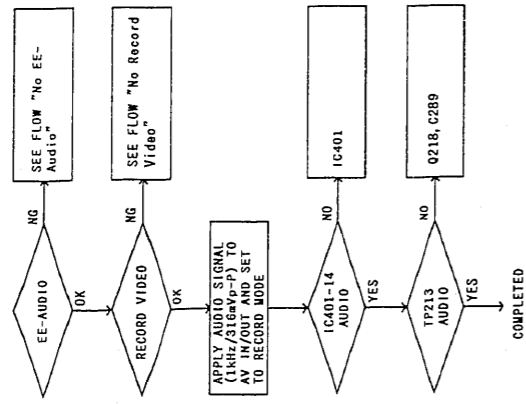 EE-AUDIO
NG
SEE FLOW "No EE-
Audio"
OK
RECORD VIDEO
NG
SEE FLOW "No Record
Video"
OK
APPLY AUDIO SIGNAL
(1kHz/316mVp-P) TO
AV IN/OUT AND SET
TO RECORD MODE
IC401-14
AUDIO
NO
IC401
YES
TP213
AUDIO
NO
Q218, C289
YES
COMPLETED